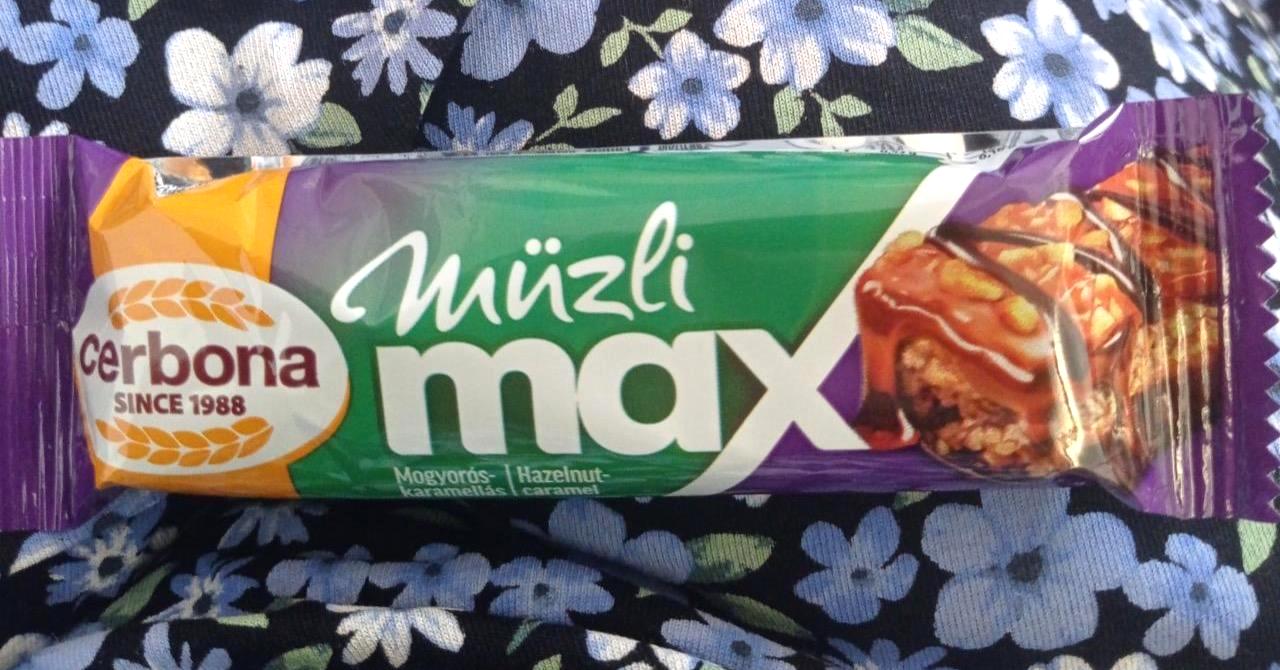 cerbona
SINCE 1988
müzli
max
Mogyorós-
karamellás
Hazelnut-
caramel